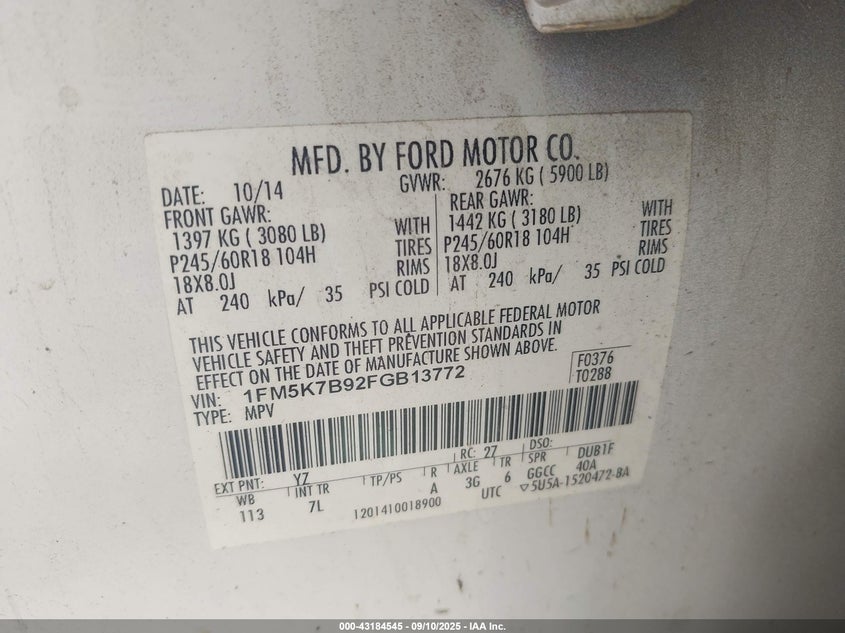 MFD. BY FORD MOTOR CO.
DATE: 10/14 GVWR: 2676 KG ( 5900 LB)
FRONT GAWR: REAR GAWR:
1397 KG ( 3080 LB) WITH 1442 KG ( 3180 LB) WITH
P245/60R18 104H TIRES P245/60R18 104H TIRES
18X8.0J RIMS 18X8.0J RIMS
AT 240 kPa/ 35 PSI COLD AT 240 kPa/ 35 PSI COLD
THIS VEHICLE CONFORMS TO ALL APPLICABLE FEDERAL MOTOR
VEHICLE SAFETY AND THEFT PREVENTION STANDARDS IN
EFFECT ON THE DATE OF MANUFACTURE SHOWN ABOVE.
VIN: 1FM5K7B92FGB13772 F0376
TYPE: MPV T0288
EXT PNT: YZ RC: 27 DSO:
WB INT TR TP/PS R AXLE TR SPR DUB1F
113 7L A 3G 6 GGCC 40A
1201410018900 UTC ▽5U5A-1520472-BA
000-43184545 - 09/10/2025 - IAA Inc.